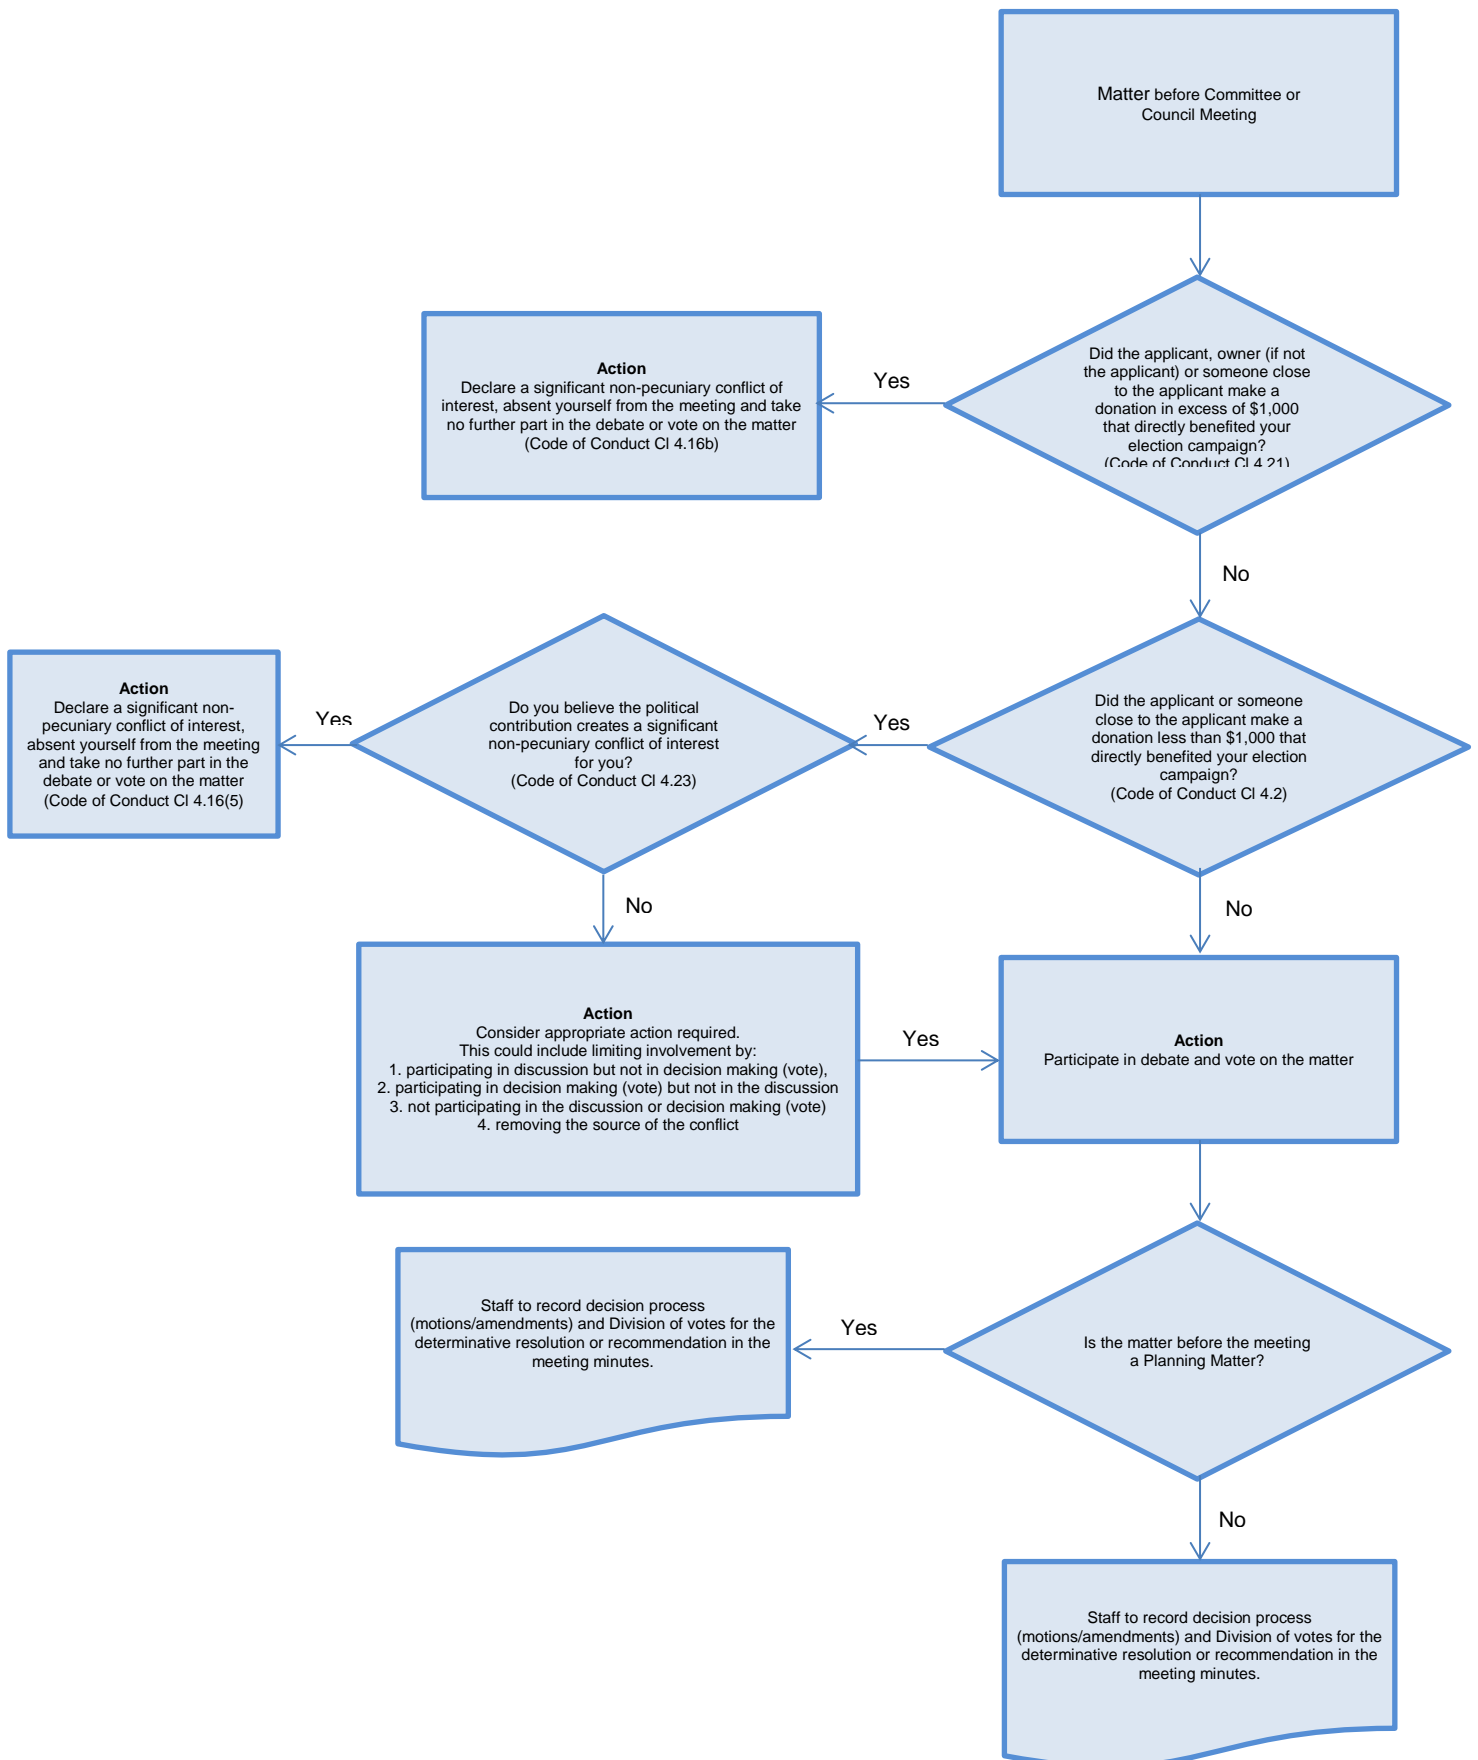 Matter before Committee or
Council Meeting
Did the applicant, owner (if not
the applicant) or someone close
to the applicant make a
donation in excess of $1,000
that directly benefited your
election campaign?
(Code of Conduct Cl 4.21)
Yes
Action
Declare a significant non-pecuniary conflict of
interest, absent yourself from the meeting and take
no further part in the debate or vote on the matter
(Code of Conduct Cl 4.16b)
No
Did the applicant or someone
close to the applicant make a
donation less than $1,000 that
directly benefited your election
campaign?
(Code of Conduct Cl 4.2)
Yes
Do you believe the political
contribution creates a significant
non-pecuniary conflict of interest
for you?
(Code of Conduct Cl 4.23)
Yes
Action
Declare a significant non-
pecuniary conflict of interest,
absent yourself from the meeting
and take no further part in the
debate or vote on the matter
(Code of Conduct Cl 4.16(5)
No
No
Action
Consider appropriate action required.
This could include limiting involvement by:
1. participating in discussion but not in decision making (vote),
2. participating in decision making (vote) but not in the discussion
3. not participating in the discussion or decision making (vote)
4. removing the source of the conflict
Yes
Action
Participate in debate and vote on the matter
Is the matter before the meeting
a Planning Matter?
Yes
Staff to record decision process
(motions/amendments) and Division of votes for the
determinative resolution or recommendation in the
meeting minutes.
No
Staff to record decision process
(motions/amendments) and Division of votes for the
determinative resolution or recommendation in the
meeting minutes.